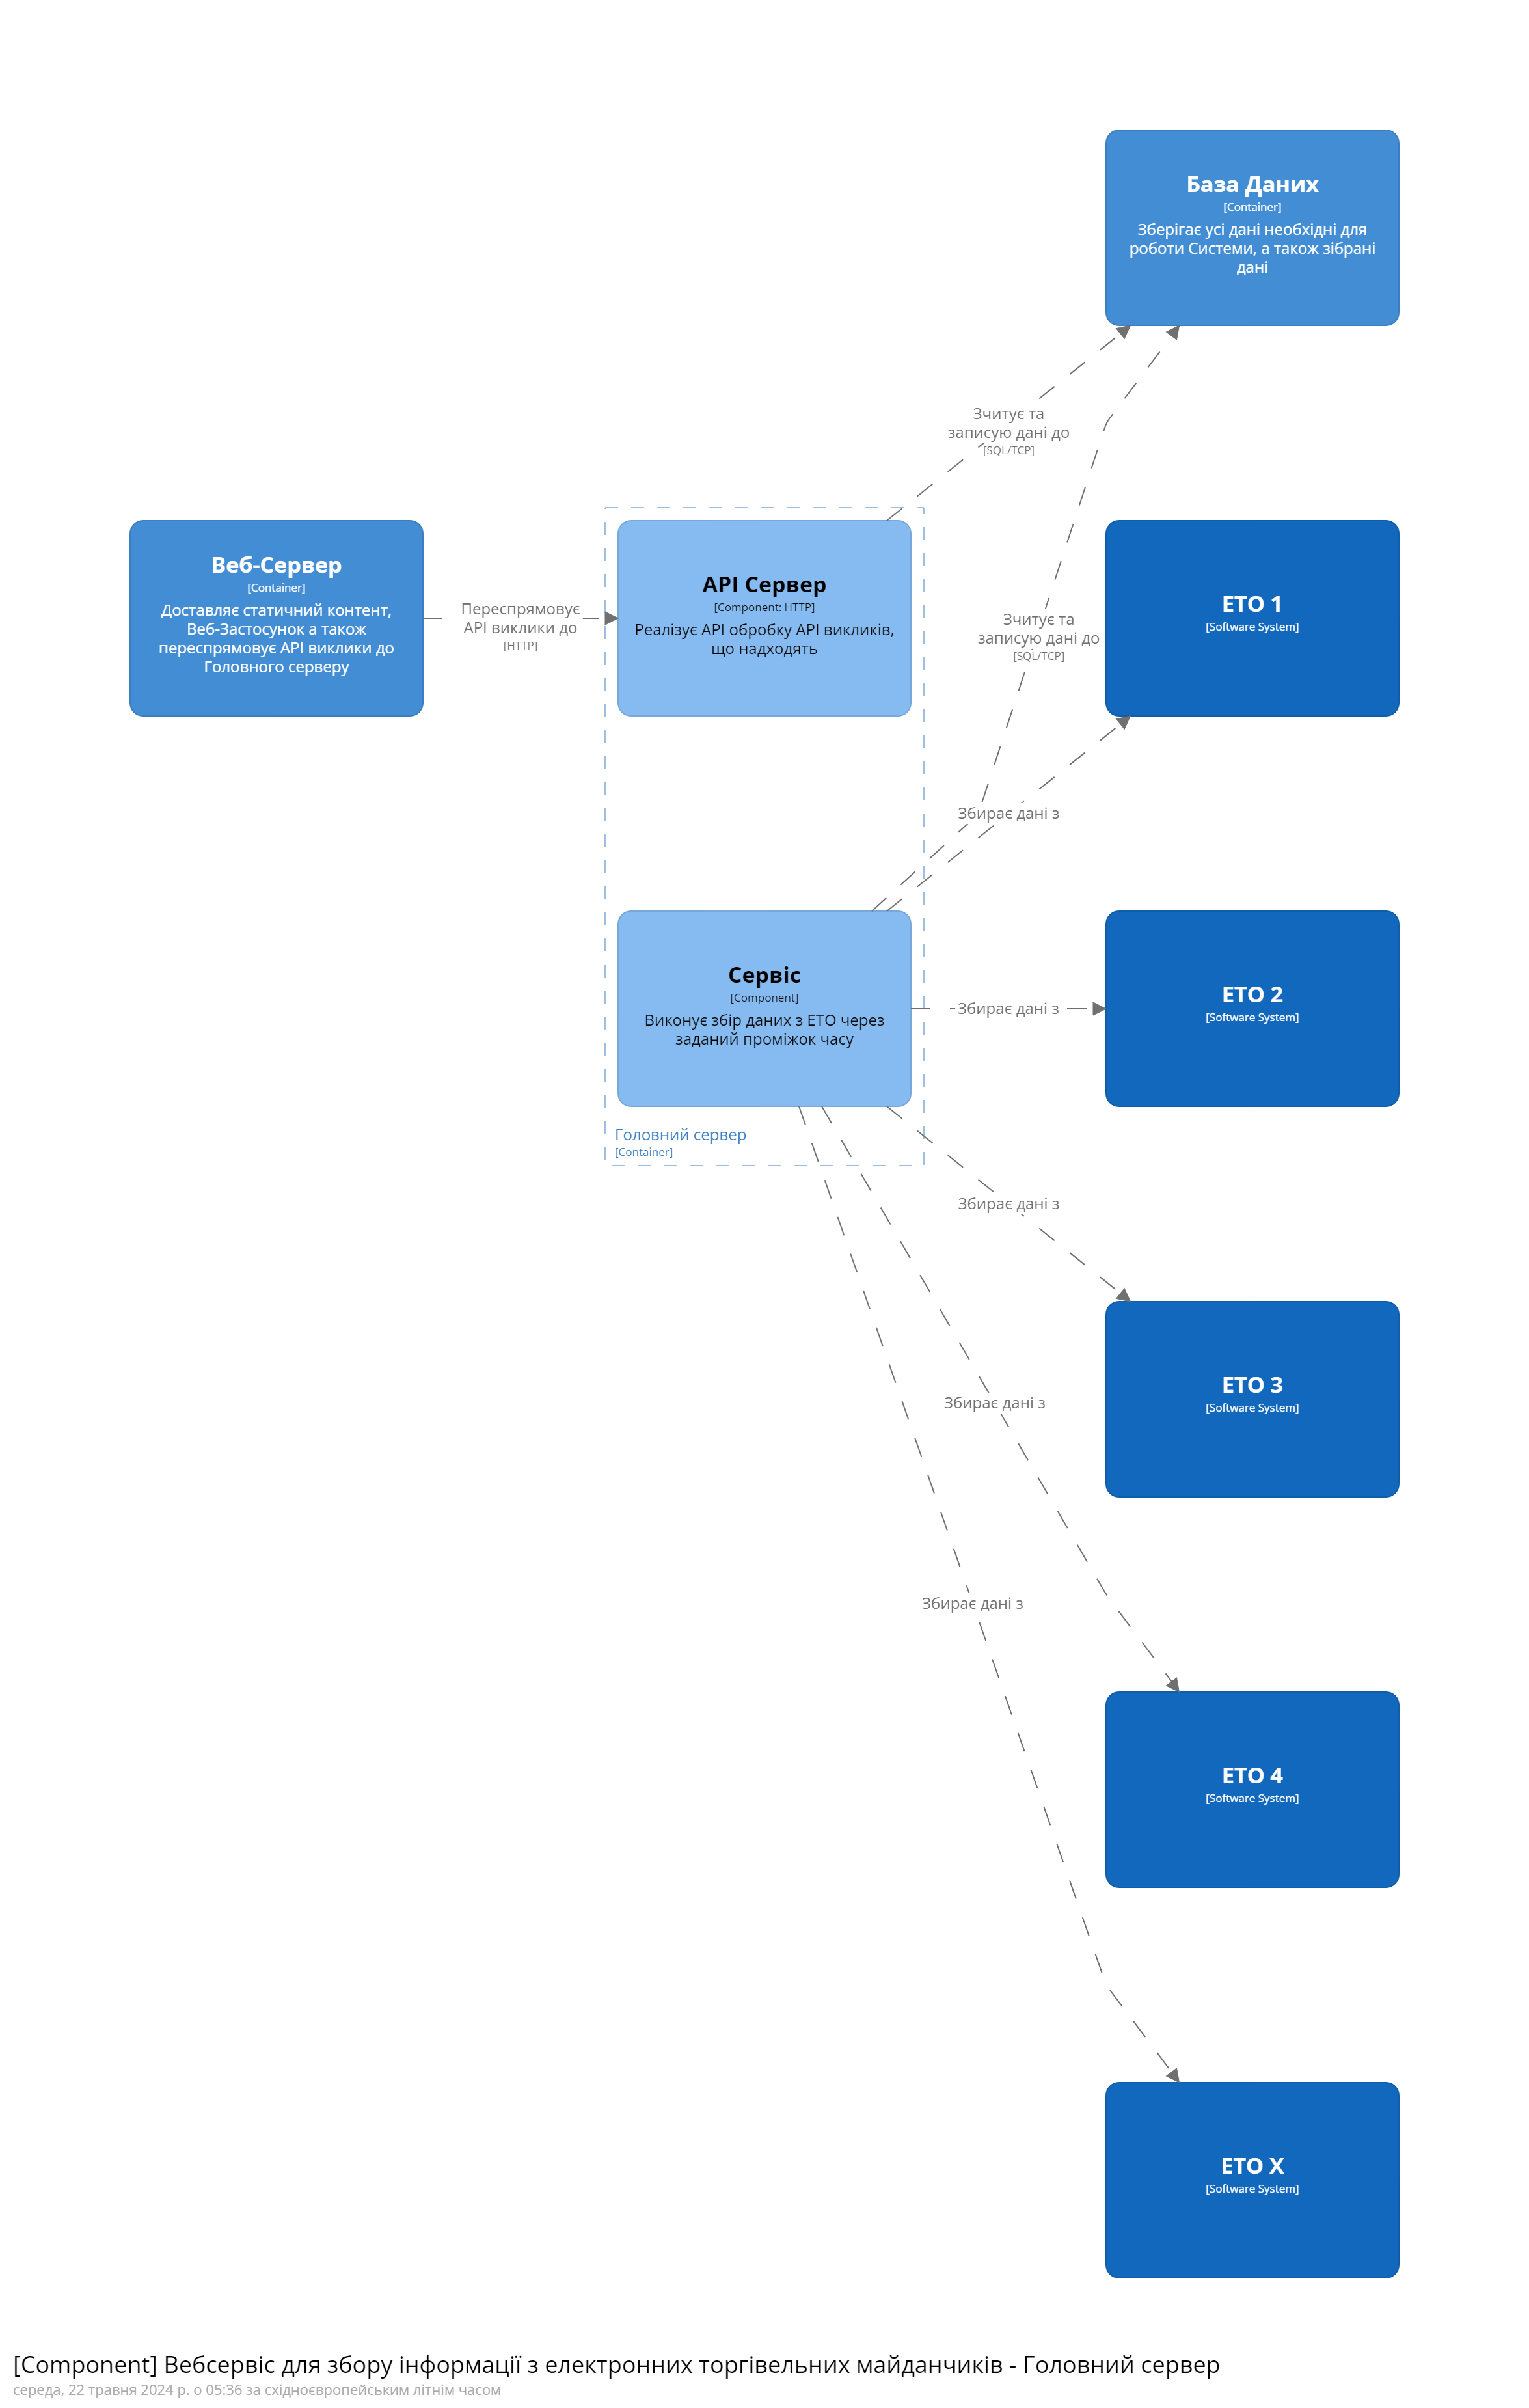 База Даних
[Container]
Зберігає усі дані необхідні для
роботи Системи, а також зібрані
дані
Зчитує та
записую дані до
[SQL/TCP]
Веб-Сервер
[Container]
Доставляє статичний контент,
Веб-Застосунок а також
переспрямовує API виклики до
Головного серверу
Переспрямовує
API виклики до
[HTTP]
API Сервер
[Component: HTTP]
Реалізує API обробку API викликів,
що надходять
Зчитує та
записую дані до
[SQL/TCP]
ЕТО 1
[Software System]
Збирає дані з
Сервіс
[Component]
Виконує збір даних з ЕТО через
заданий проміжок часу
Збирає дані з
ЕТО 2
[Software System]
Головний сервер
[Container]
Збирає дані з
ЕТО 3
[Software System]
Збирає дані з
Збирає дані з
ЕТО 4
[Software System]
ЕТО Х
[Software System]
[Component] Вебсервіс для збору інформації з електронних торгівельних майданчиків - Головний сервер
середа, 22 травня 2024 р. о 05:36 за східноєвропейським літнім часом